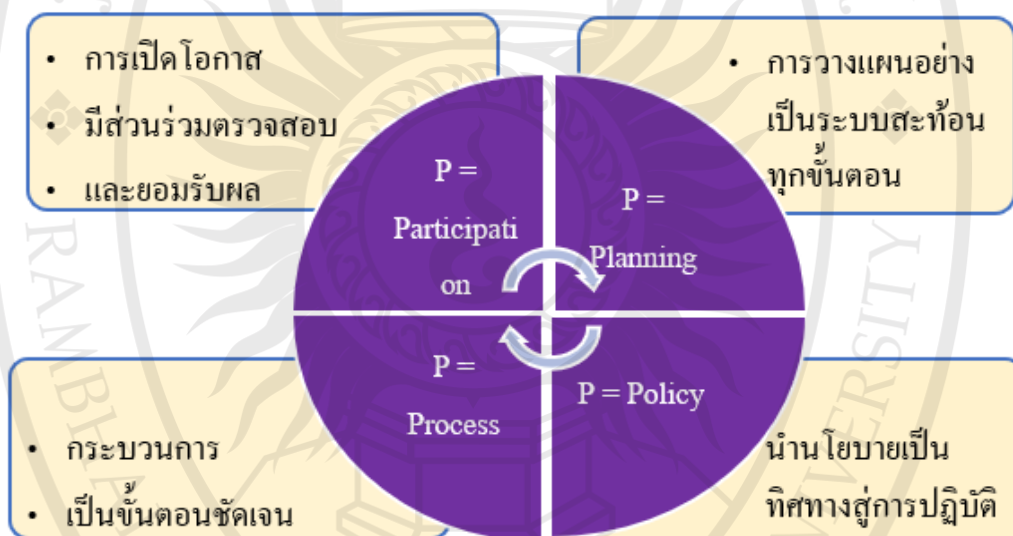 • การเปิดโอกาส
• มีส่วนร่วมตรวจสอบ
• และยอมรับผล
• การวางแผนอย่าง
เป็นระบบสะท้อน
ทุกขั้นตอน
P =
Participati
on
P =
Planning
P =
Process
P = Policy
• กระบวนการ
• เป็นขั้นตอนชัดเจน
นำนโยบายเป็น
ทิศทางสู่การปฏิบัติ
RAMBHA
UNIVERSITY